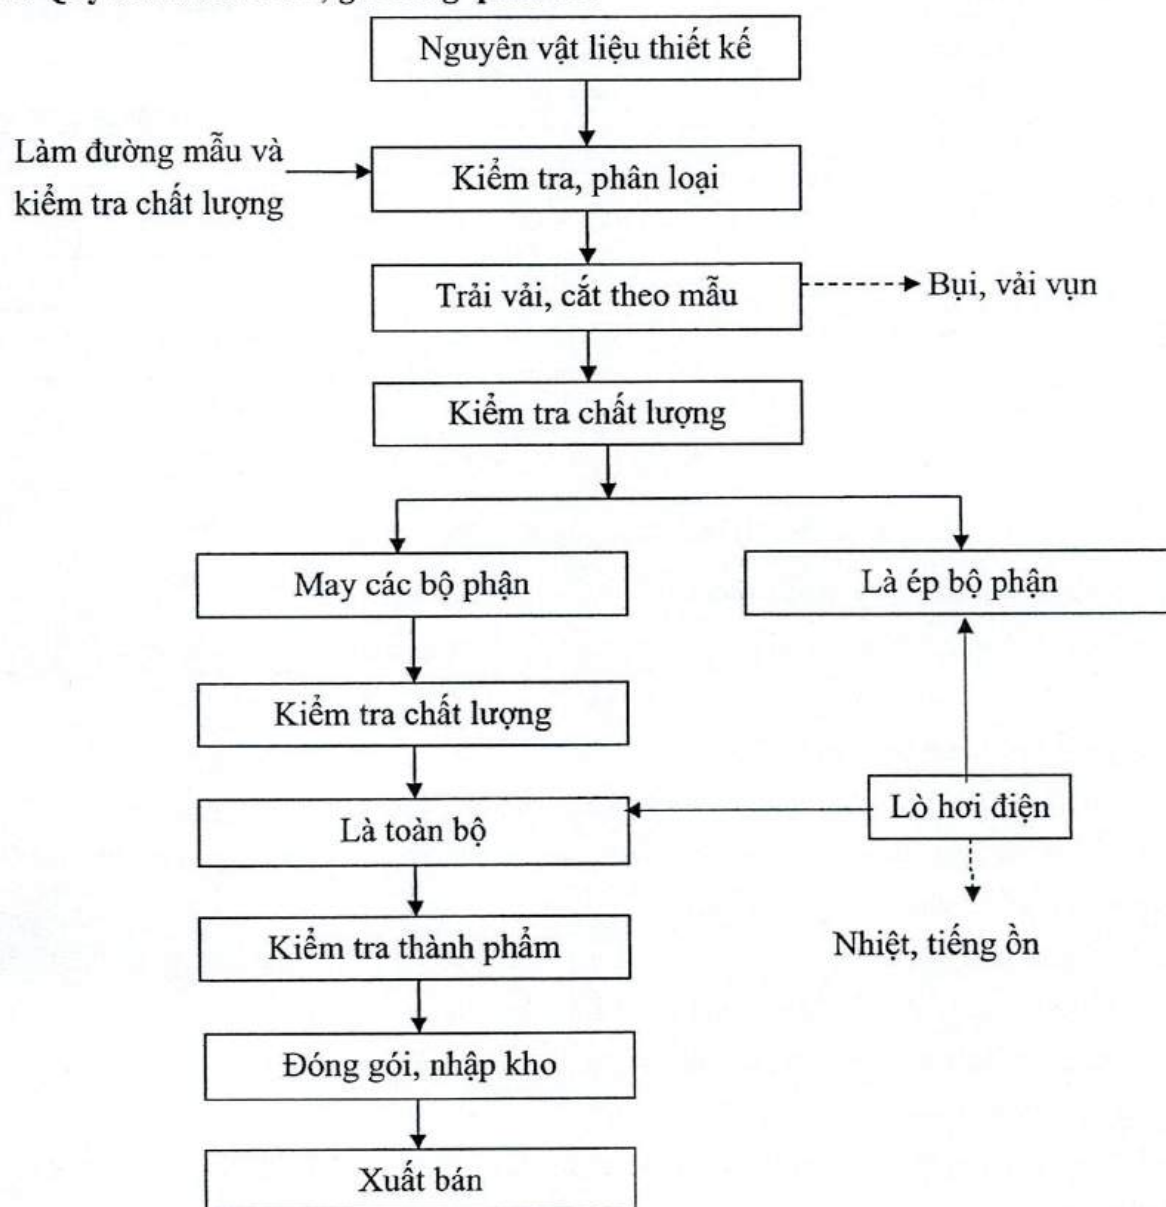 Nguyên vật liệu thiết kế
Làm đường mẫu và
kiểm tra chất lượng
Kiểm tra, phân loại
Trải vải, cắt theo mẫu
Bụi, vải vụn
Kiểm tra chất lượng
May các bộ phận
Là ép bộ phận
Kiểm tra chất lượng
Lò hơi điện
Là toàn bộ
Kiểm tra thành phẩm
Nhiệt, tiếng ồn
Đóng gói, nhập kho
Xuất bán